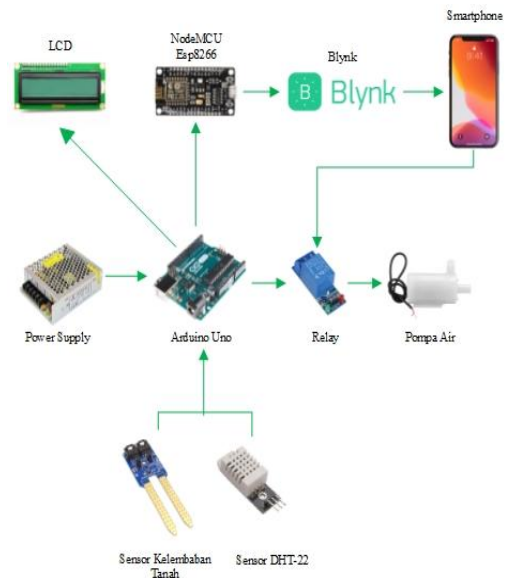 Smartphone
LCD
NodeMCU
Esp8266
Blynk
B Blynk
Power Supply
Arduino Uno
Relay
Pompa Air
Sensor Kelembaban
Tanah
Sensor DHT-22